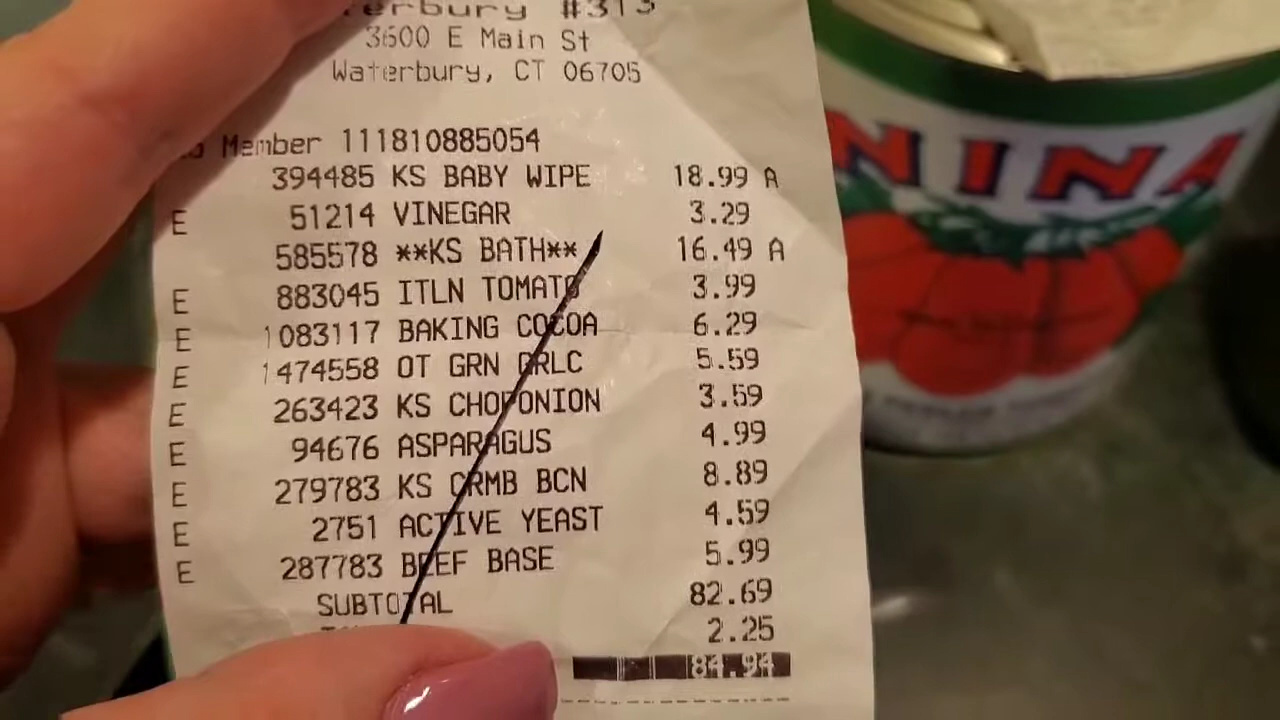 #313
3600 E Main St
Waterbury, CT 06705
Member 111810885054
394485 KS BABY WIPE 18.99 A
E 51214 VINEGAR 3.29
585578 **KS BATH** 16.49 A
E 883045 ITLN TOMATO 3.99
E 1083117 BAKING COCOA 6.29
E 1474558 OT GRN GRLC 5.59
E 263423 KS CHOPONION 3.59
E 94676 ASPARAGUS 4.99
E 279783 KS CRMB BCN 8.89
E 2751 ACTIVE YEAST 4.59
E 287783 BEEF BASE 5.99
SUBTOTAL 82.69
2.25
84.94
NINA